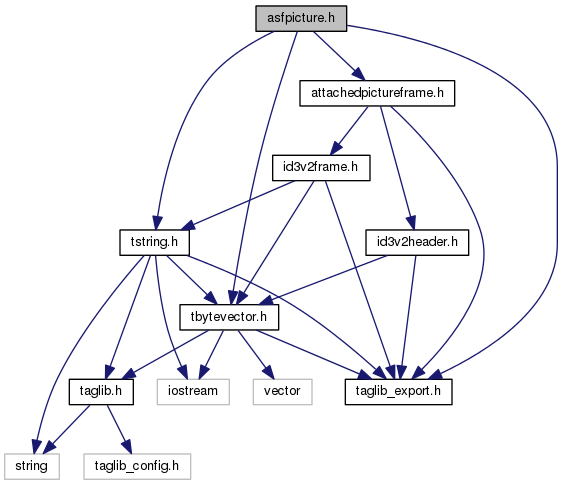 asfpicture.h
attachedpictureframe.h
id3v2frame.h
tstring.h
id3v2header.h
tbytevector.h
taglib.h
iostream
vector
taglib_export.h
string
taglib_config.h